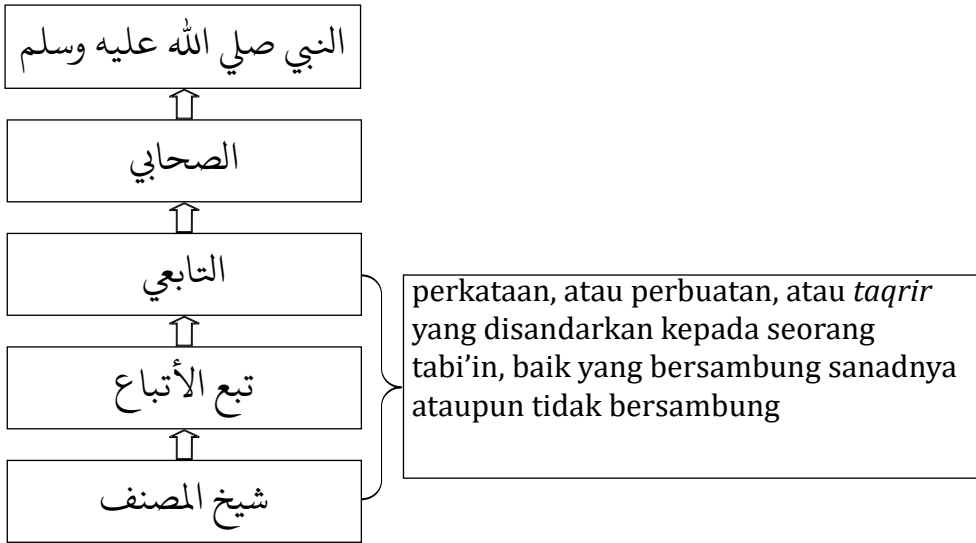 النبي صلي الله عليه وسلم
الصحابي
التابعي
تبع الأتباع
شيخ المصنف
perkataan, atau perbuatan, atau taqrir
yang disandarkan kepada seorang
tabi’in, baik yang bersambung sanadnya
ataupun tidak bersambung